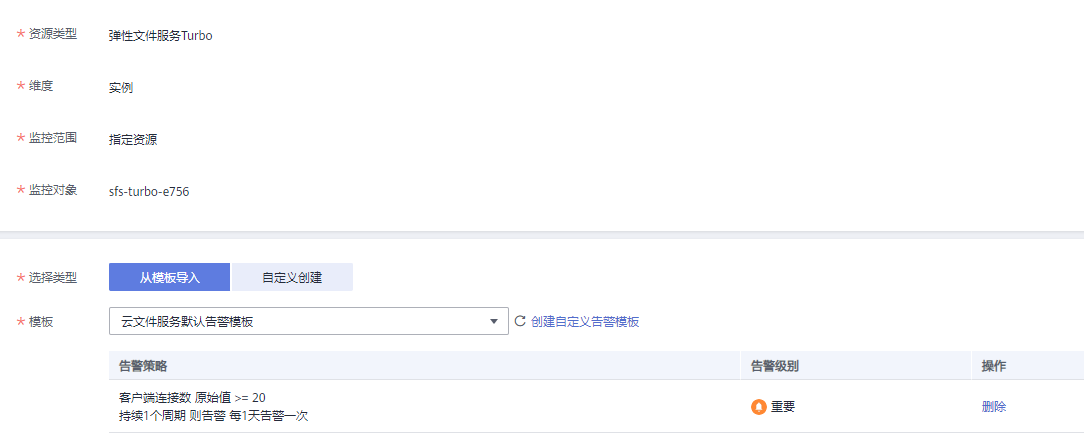 * 资源类型 弹性文件服务Turbo
* 维度 实例
* 监控范围 指定资源
* 监控对象 sfs-turbo-e756
* 选择类型 从模板导入 自定义创建
* 模板 云文件服务默认告警模板 创建自定义告警模板
告警策略 告警级别 操作
客户端连接数 原始值 >= 20
持续1个周期 则告警 每1天告警一次
重要 删除